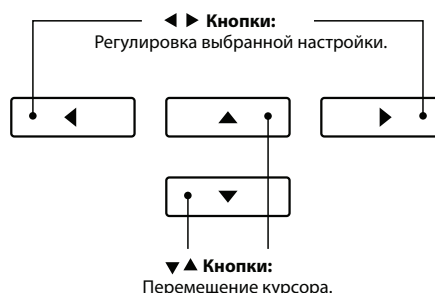 ◀ ▶ Кнопки:
Регулировка выбранной настройки.
◀ ▲ ▶
▼
▼ ▲ Кнопки:
Перемещение курсора.